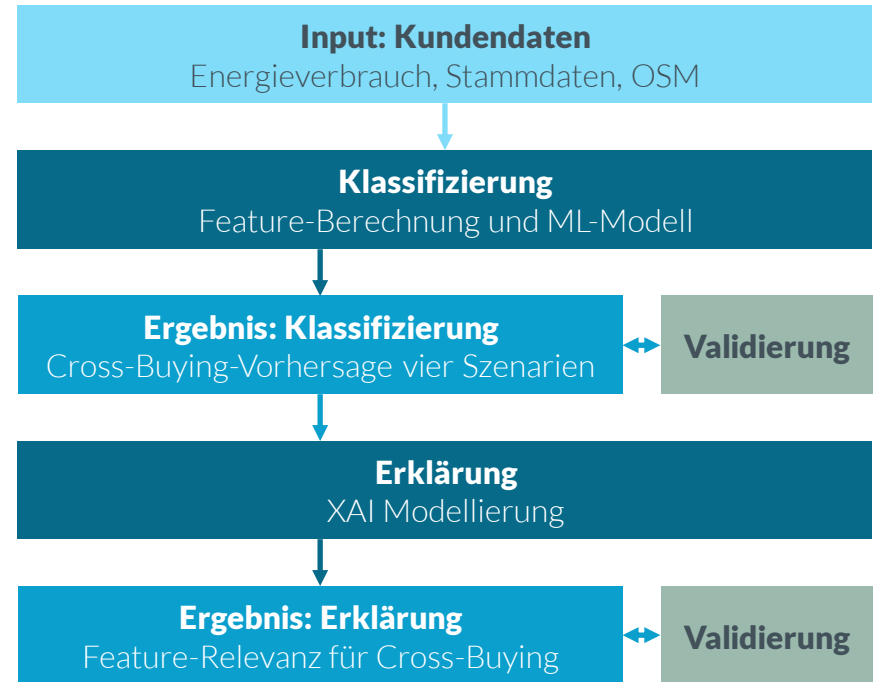 Input: Kundendaten
Energieverbrauch, Stammdaten, OSM
Klassifizierung
Feature-Berechnung und ML-Modell
Ergebnis: Klassifizierung
Cross-Buying-Vorhersage vier Szenarien
Validierung
Erklärung
XAI Modellierung
Ergebnis: Erklärung
Feature-Relevanz für Cross-Buying
Validierung